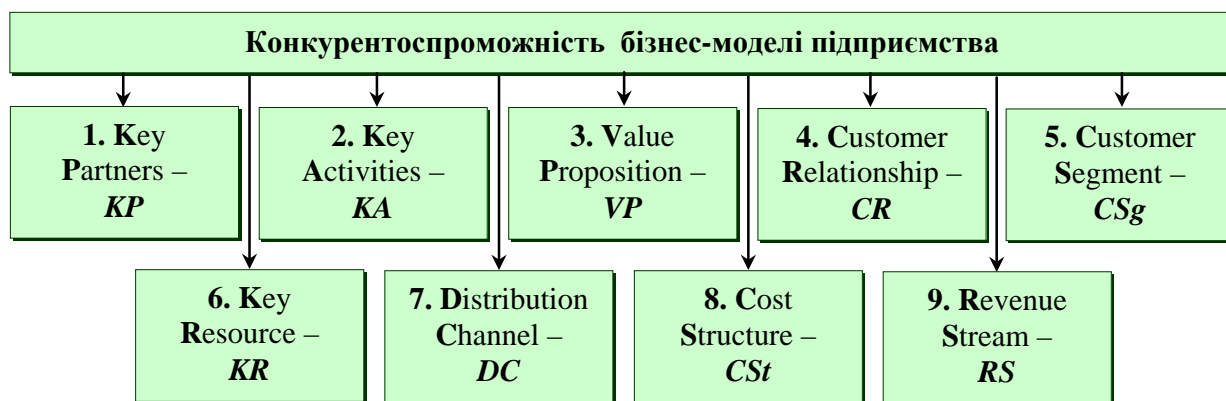 Конкурентоспроможність бізнес-моделі підприємства
1. Key
Partners –
KP
2. Key
Activities –
KA
3. Value
Proposition –
VP
4. Customer
Relationship –
CR
5. Customer
Segment –
CSg
6. Key
Resource –
KR
7. Distribution
Channel –
DC
8. Cost
Structure –
CSt
9. Revenue
Stream –
RS